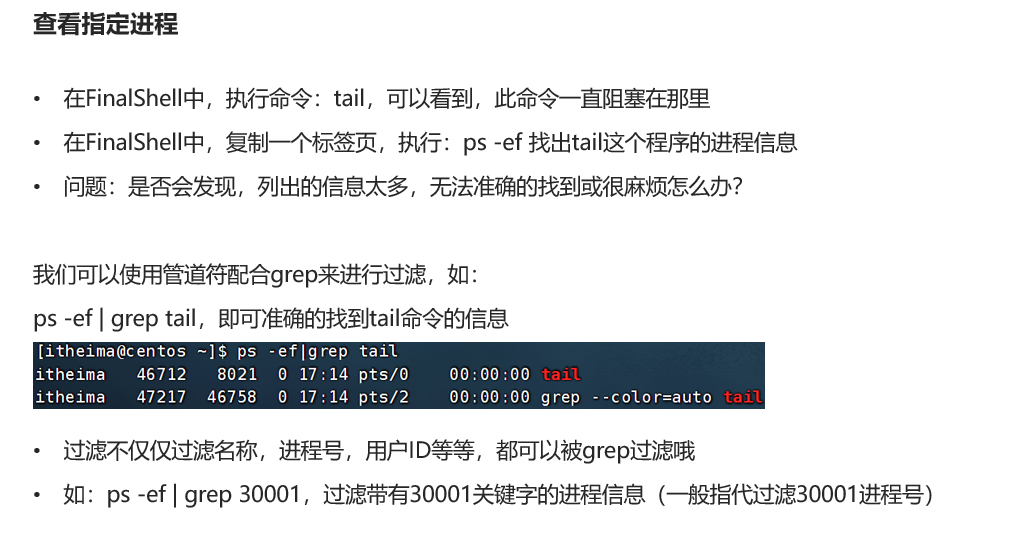 查看指定进程
• 在FinalShell中，执行命令：tail，可以看到，此命令一直阻塞在那里
• 在FinalShell中，复制一个标签页，执行：ps -ef 找出tail这个程序的进程信息
• 问题：是否会发现，列出的信息太多，无法准确的找到或很麻烦怎么办？
我们可以使用管道符配合grep来进行过滤，如：
ps -ef | grep tail，即可准确的找到tail命令的信息
[itheima@centos ~]$ ps -ef|grep tail
itheima   46712   8021  0 17:14 pts/0    00:00:00 tail
itheima   47217  46758  0 17:14 pts/2    00:00:00 grep --color=auto tail
• 过滤不仅仅过滤名称，进程号，用户ID等等，都可以被grep过滤哦
• 如：ps -ef | grep 30001，过滤带有30001关键字的进程信息（一般指代过滤30001进程号）